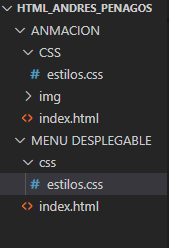 HTML_ANDRES_PENAGOS
ANMACION
CSS
# estilos.css
img
<> index.html
MENU DESPLEGABLE
css
# estilos.css
<> index.html